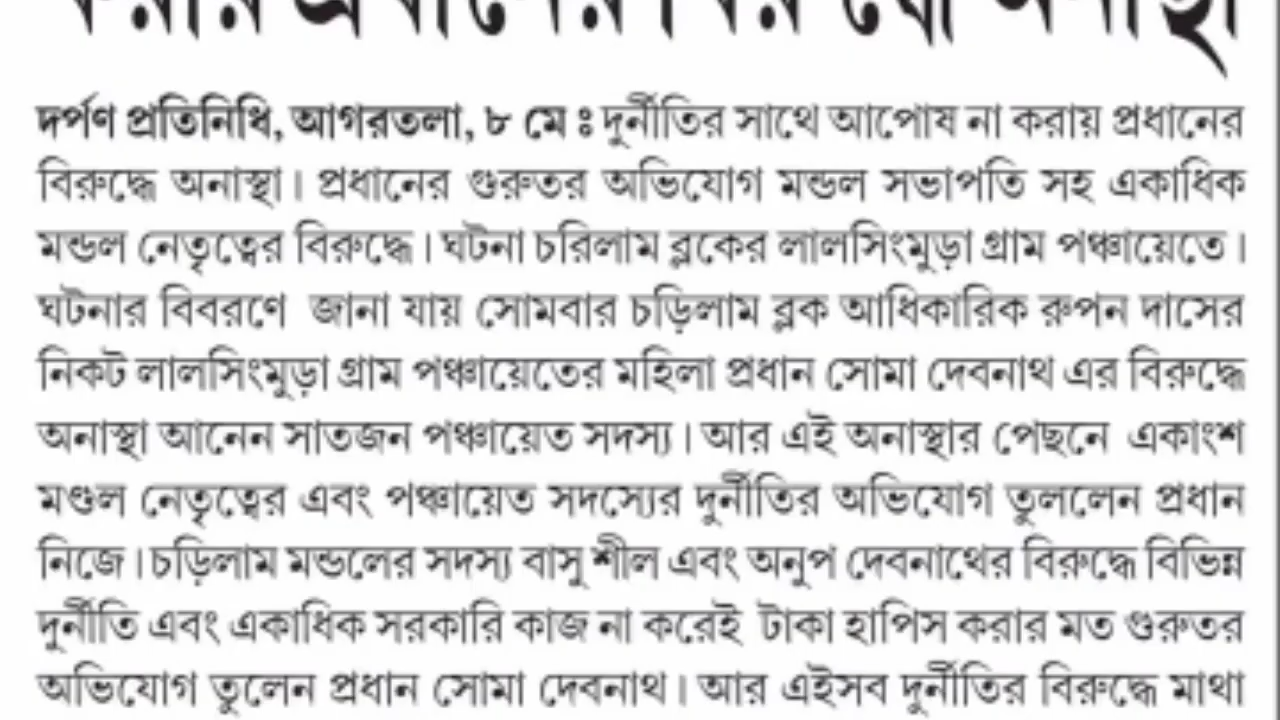 করার প্রধানের বিরুদ্ধে অনাস্থা
দর্পণ প্রতিনিধি, আগরতলা, ৮ মে ঃ দুর্নীতির সাথে আপোষ না করায় প্রধানের
বিরুদ্ধে অনাস্থা। প্রধানের গুরুতর অভিযোগ মন্ডল সভাপতি সহ একাধিক
মন্ডল নেতৃত্বের বিরুদ্ধে। ঘটনা চরিলাম ব্লকের লালসিংমুড়া গ্রাম পঞ্চায়েতে।
ঘটনার বিবরণে জানা যায় সোমবার চড়িলাম ব্লক আধিকারিক রুপন দাসের
নিকট লালসিংমুড়া গ্রাম পঞ্চায়েতের মহিলা প্রধান সোমা দেবনাথ এর বিরুদ্ধে
অনাস্থা আনেন সাতজন পঞ্চায়েত সদস্য। আর এই অনাস্থার পেছনে একাংশ
মণ্ডল নেতৃত্বের এবং পঞ্চায়েত সদস্যের দুর্নীতির অভিযোগ তুললেন প্রধান
নিজে। চড়িলাম মন্ডলের সদস্য বাসু শীল এবং অনুপ দেবনাথের বিরুদ্ধে বিভিন্ন
দুর্নীতি এবং একাধিক সরকারি কাজ না করেই টাকা হাপিস করার মত গুরুতর
অভিযোগ তুলেন প্রধান সোমা দেবনাথ। আর এইসব দুর্নীতির বিরুদ্ধে মাথা